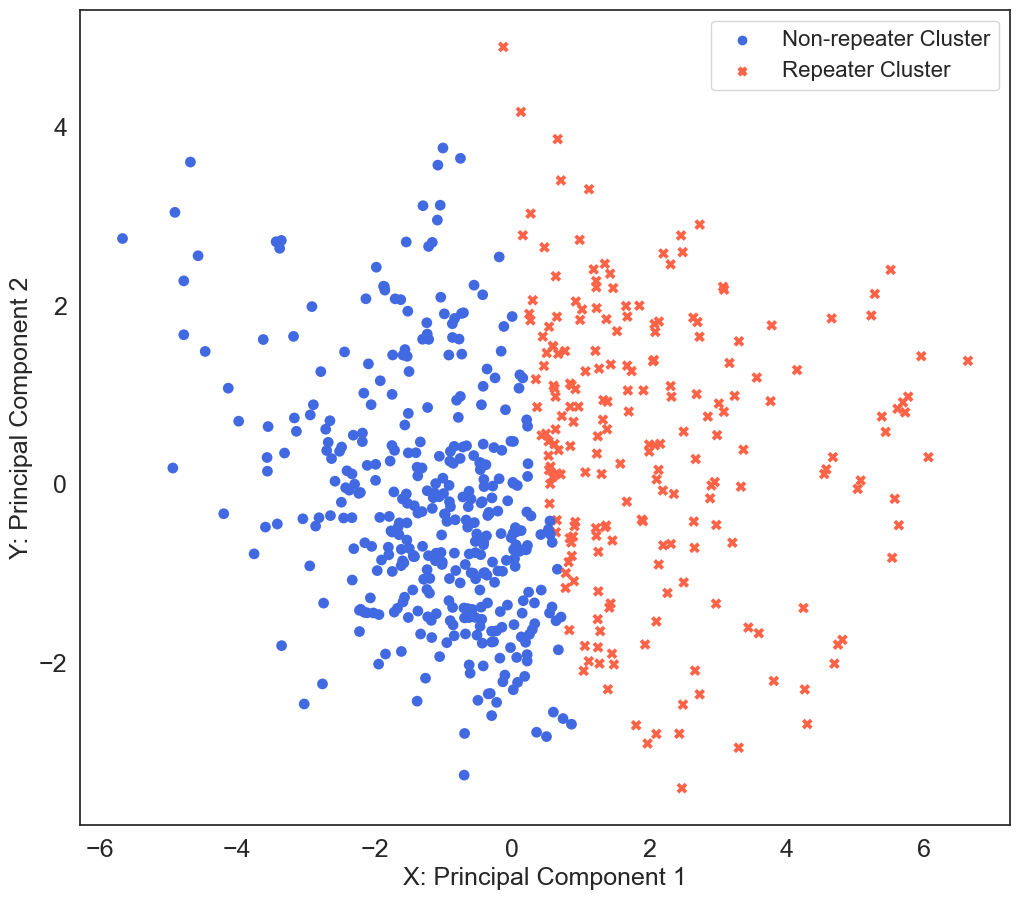 Non-repeater Cluster
Repeater Cluster
Y: Principal Component 2
4
2
0
−2
−6
−4
−2
0
2
4
6
X: Principal Component 1